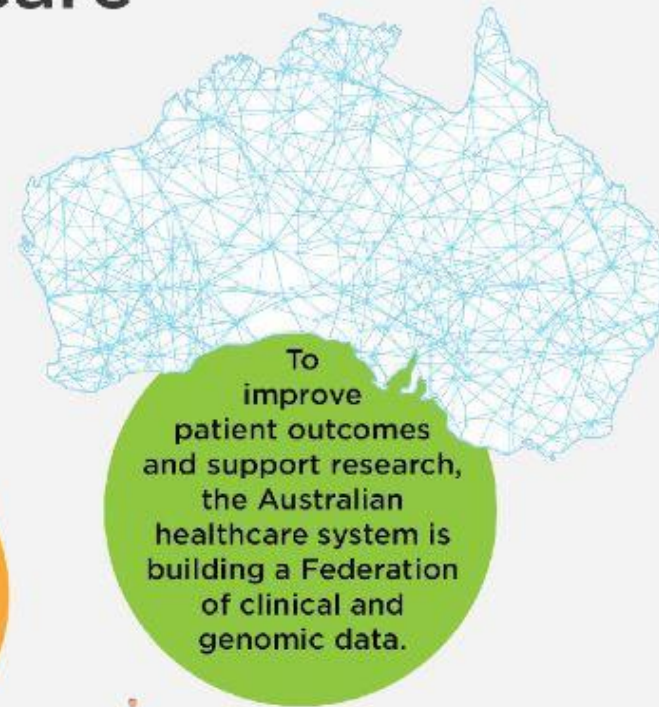 To
improve
patient outcomes
and support research,
the Australian
healthcare system is
building a Federation
of clinical and
genomic data.